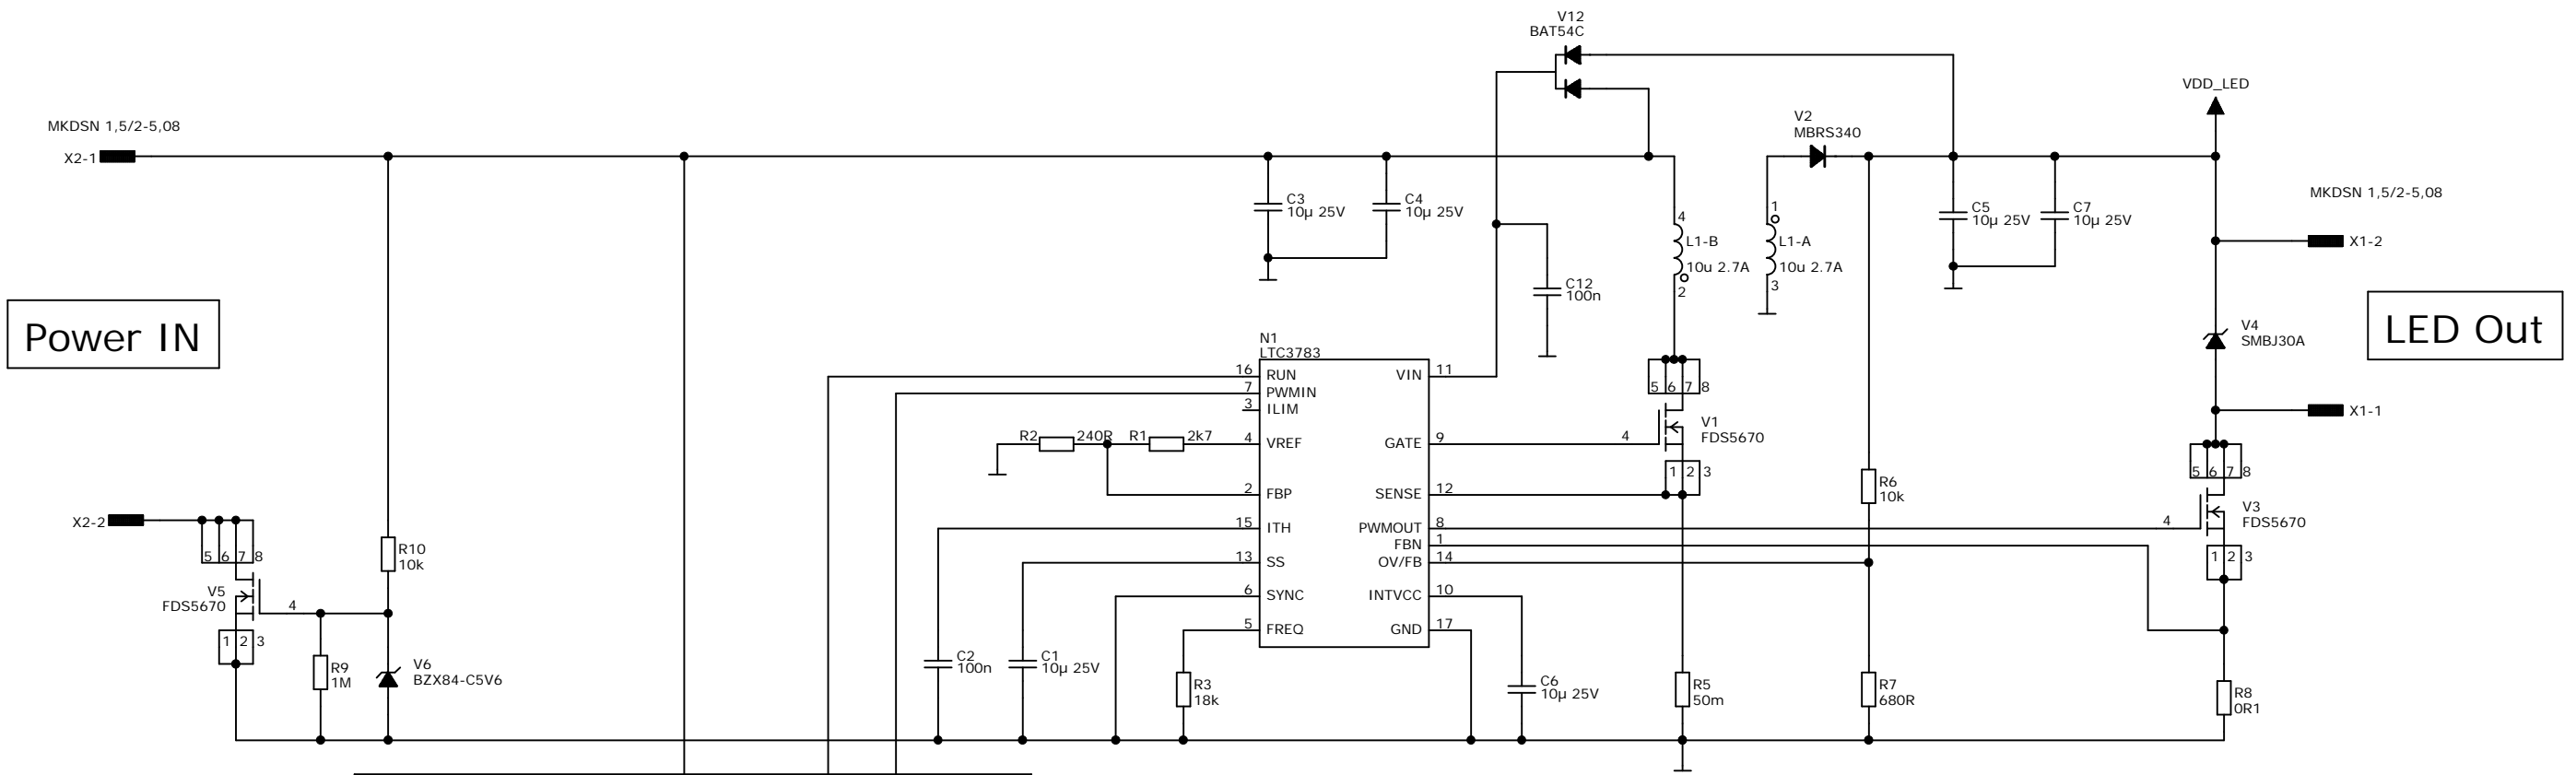 V12
BAT54C
VDD_LED
MKDSN 1,5/2-5,08
X2-1
V2
MBRS340
MKDSN 1,5/2-5,08
C3
10µ 25V
C4
10µ 25V
4
L1-B
10u 2.7A
2
1
L1-A
10u 2.7A
3
C5
10µ 25V
C7
10µ 25V
X1-2
C12
100n
Power IN
LED Out
V4
SMBJ30A
X1-1
N1
LTC3783
16 RUN
7 PWMIN
3 ILIM
4 VREF
2 FBP
15 ITH
13 SS
6 SYNC
5 FREQ
VIN 11
GATE 9
SENSE 12
PWMOUT 8
FBN 1
OV/FB 14
INTVCC 10
GND 17
R2 240R
R1 2k7
5 6 7 8
4
V1
FDS5670
1 2 3
R6
10k
5 6 7 8
4
V3
FDS5670
1 2 3
X2-2
5 6 7 8
V5
FDS5670
4
1 2 3
R10
10k
R9
1M
V6
BZX84-C5V6
C2
100n
C1
10µ 25V
R3
18k
C6
10µ 25V
R5
50m
R7
680R
R8
0R1